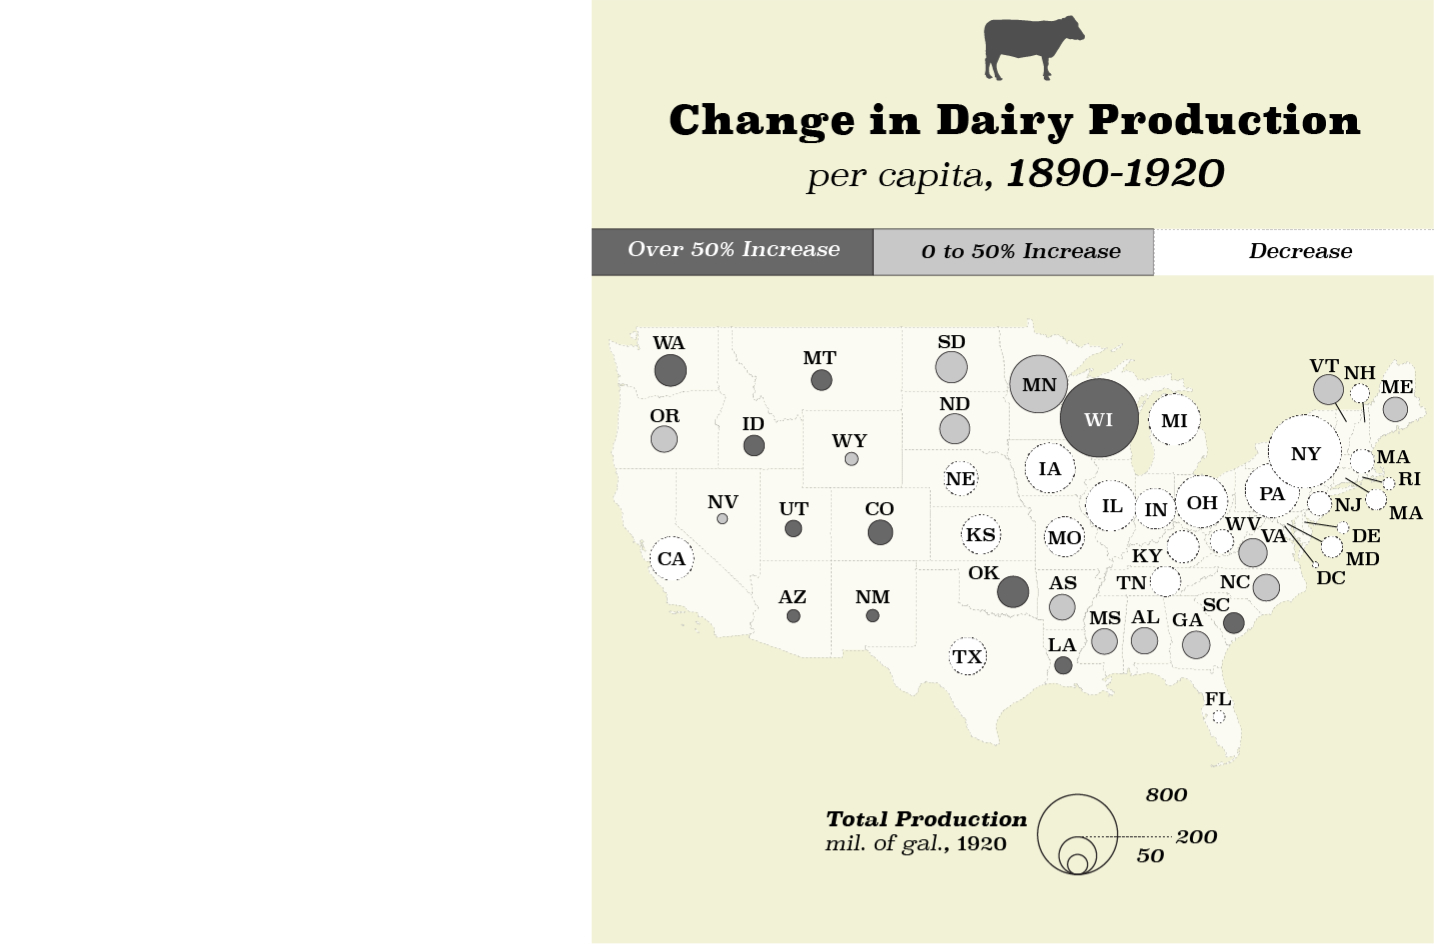 Change in Dairy Production
per capita, 1890-1920
Over 50% Increase
0 to 50% Increase
Decrease
WA
MT
SD
MN
WI
MI
VT
NH
ME
OR
ID
WY
ND
NE
IA
NY
MA
RI
NV
UT
CO
KS
MO
IL
IN
OH
PA
NJ
MA
WV
VA
DE
MD
DC
CA
KY
TN
NC
SC
AZ
NM
OK
AS
MS
AL
GA
TX
LA
FL
Total Production
mil. of gal., 1920
800
200
50